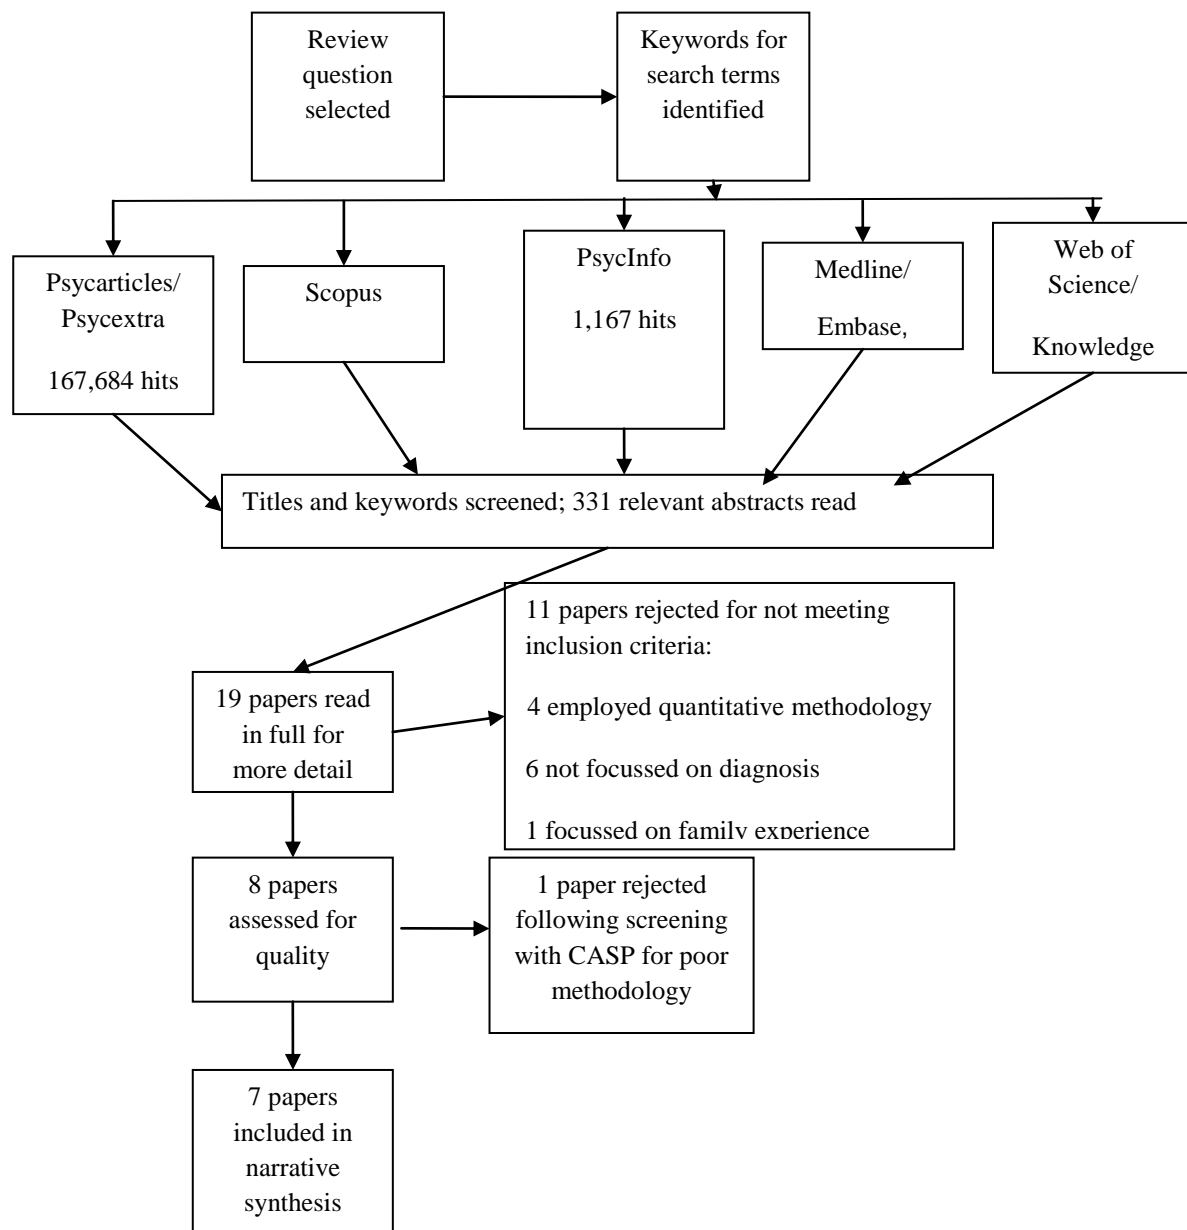 Review
question
selected
Keywords for
search terms
identified
Psycarticles/
Psycextra
167,684 hits
Scopus
PsycInfo
1,167 hits
Medline/
Embase,
Web of
Science/
Knowledge
Titles and keywords screened; 331 relevant abstracts read
11 papers rejected for not meeting
inclusion criteria:
4 employed quantitative methodology
6 not focussed on diagnosis
1 focussed on family experience
19 papers read
in full for
more detail
8 papers
assessed for
quality
1 paper rejected
following screening
with CASP for poor
methodology
7 papers
included in
narrative
synthesis